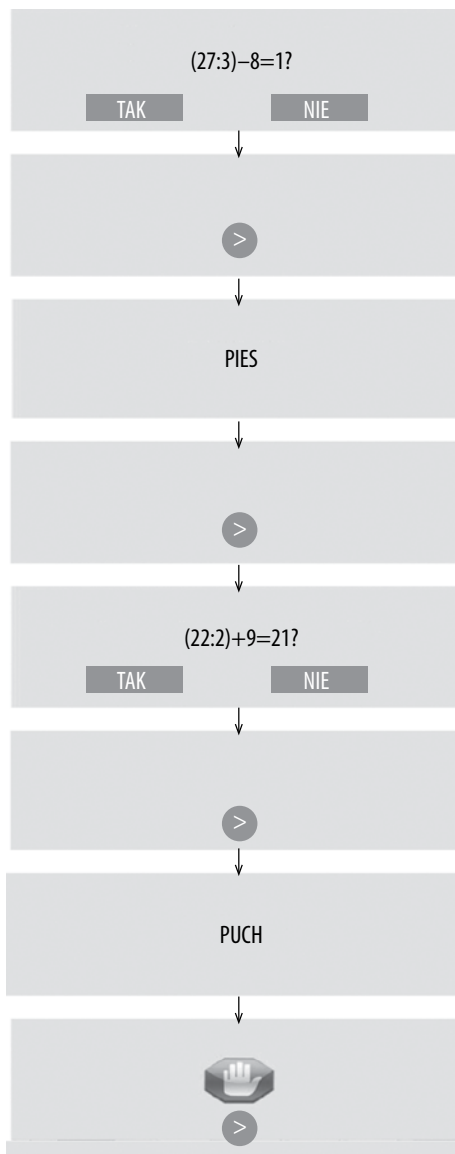 (27:3)–8=1?
TAK NIE
>
PIES
>
(22:2)+9=21?
TAK NIE
>
PUCH
>